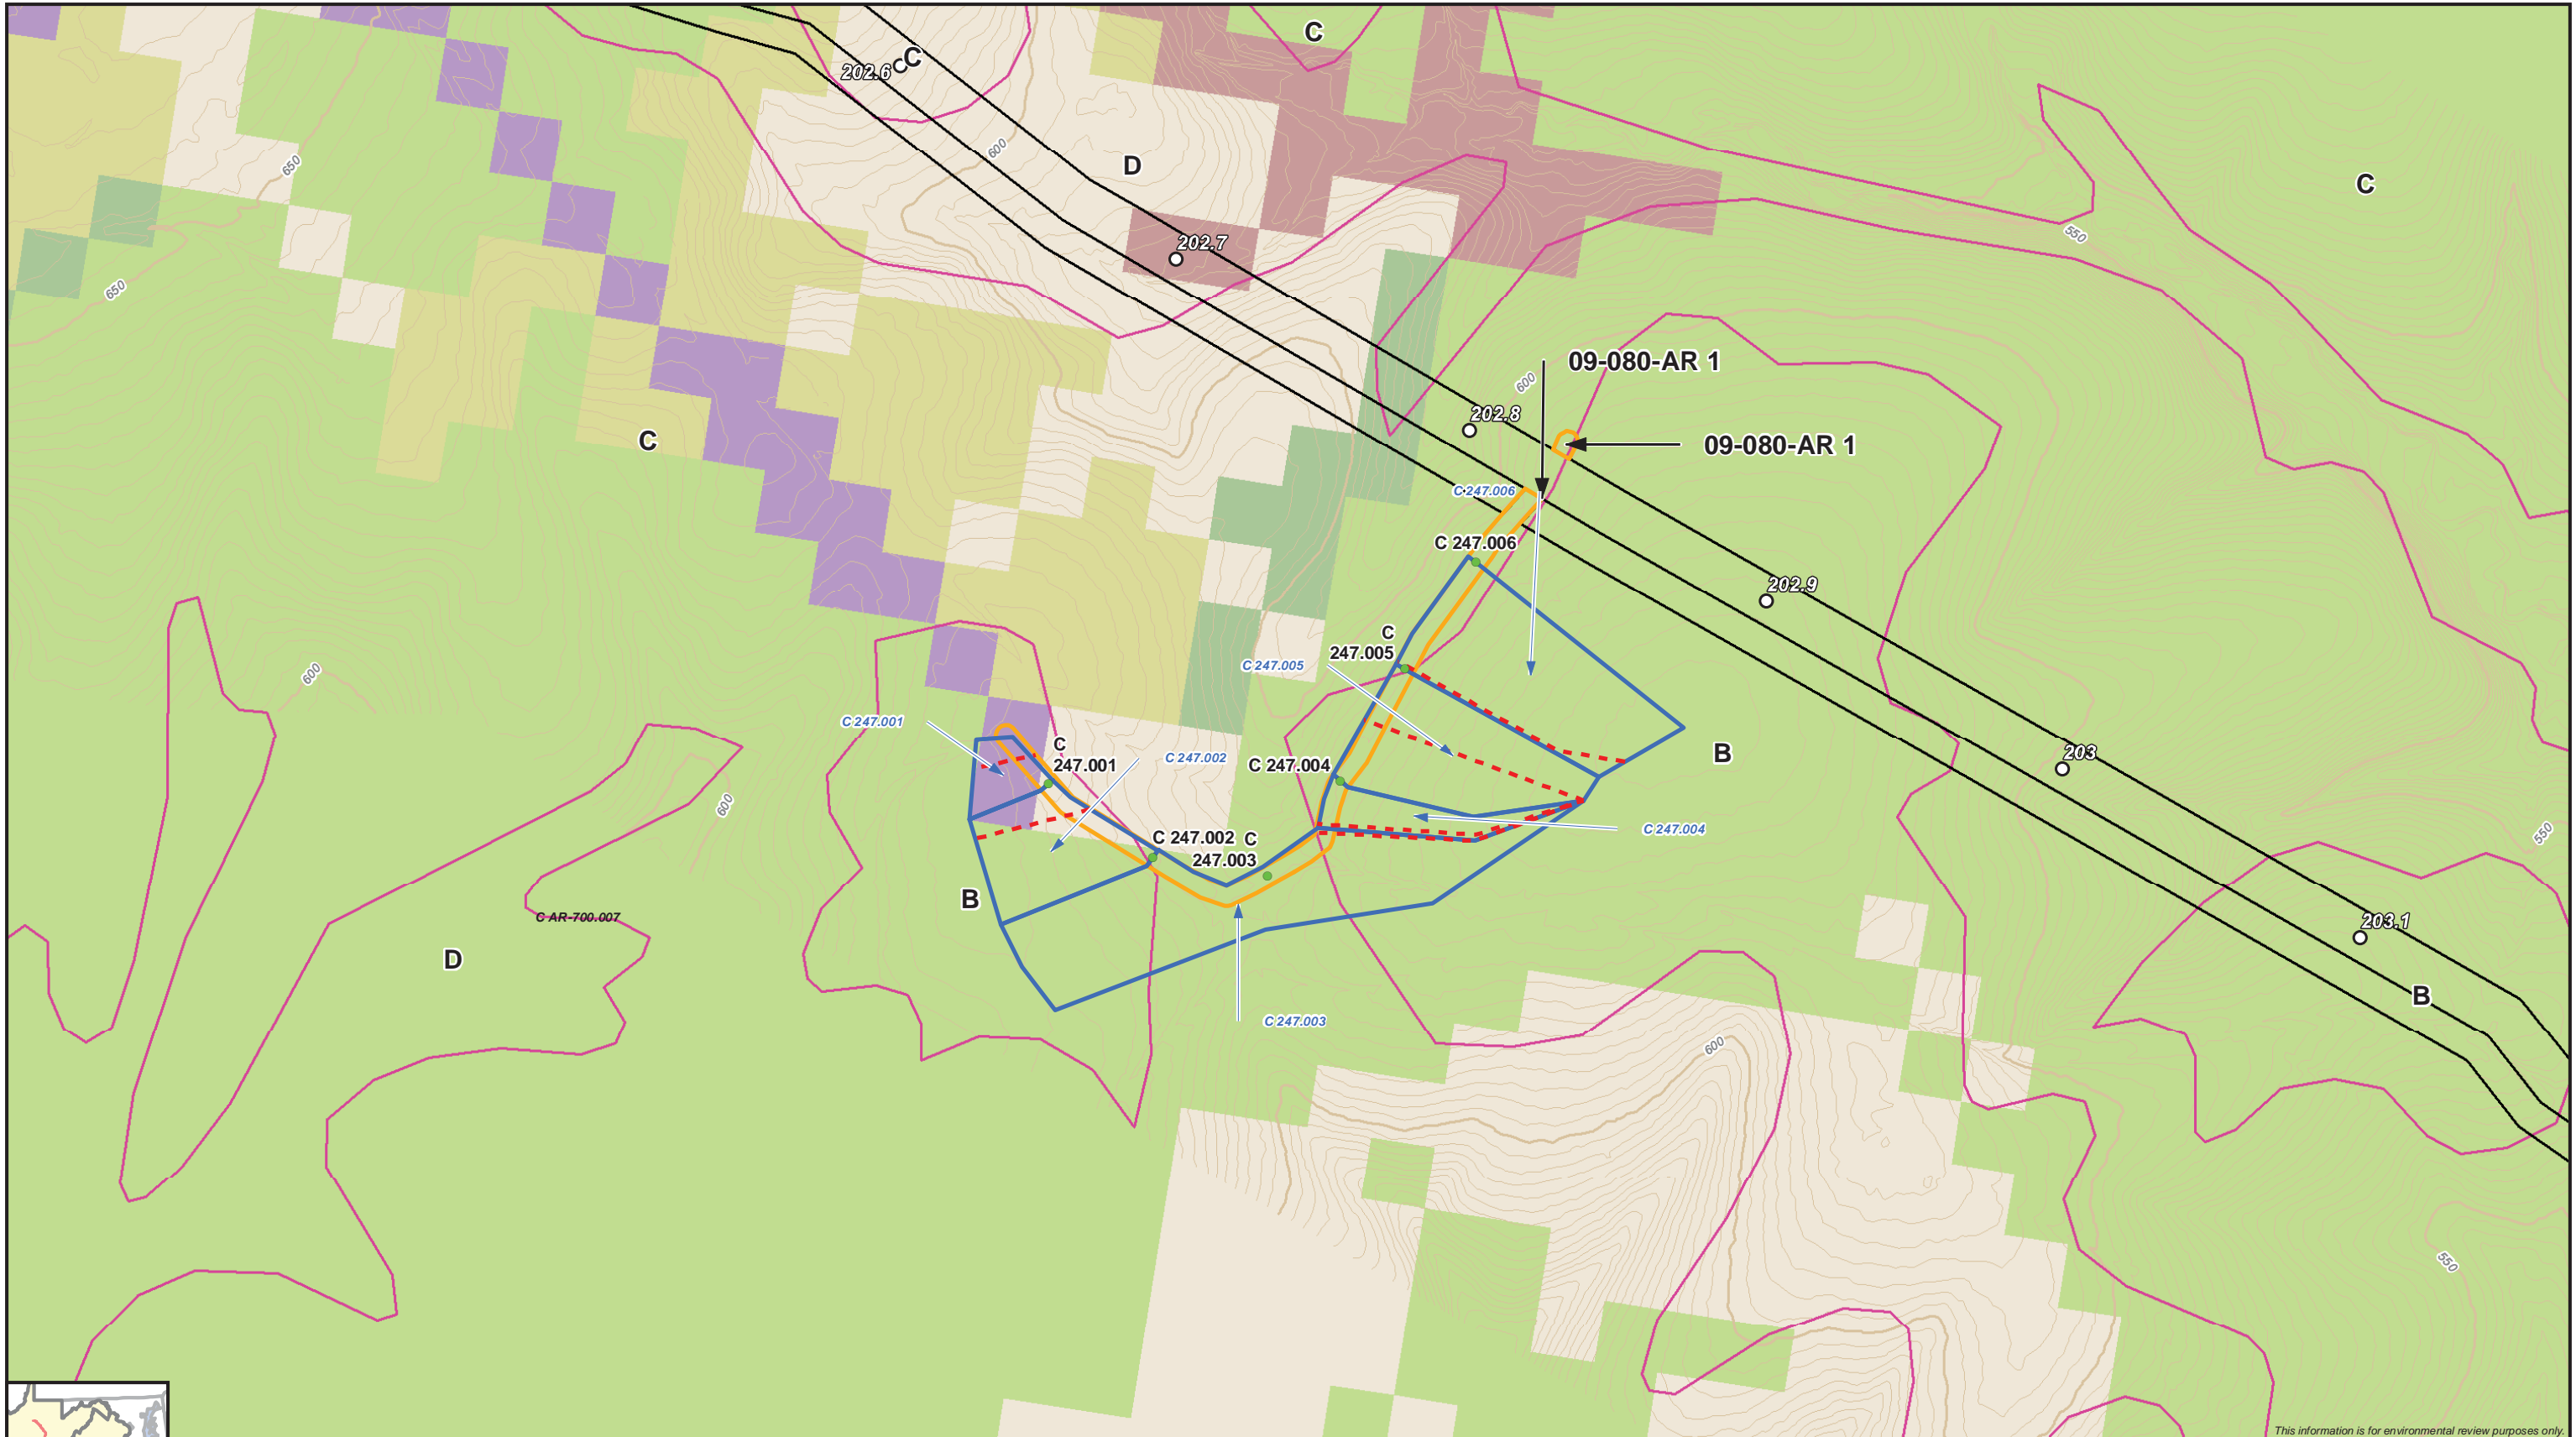 C
C
202.6
600
D
650
C
550
202.7
650
09-080-AR 1
600
202.8
C
09-080-AR 1
C 247.006
C 247.006
202.9
C
247.005
C 247.005
600
C 247.001
C
247.001
C 247.002
C 247.004
B
203
600
C 247.004
550
C 247.002
C
247.003
B
C AR-700.007
203.1
D
B
C 247.003
600
550
This information is for environmental review purposes only.